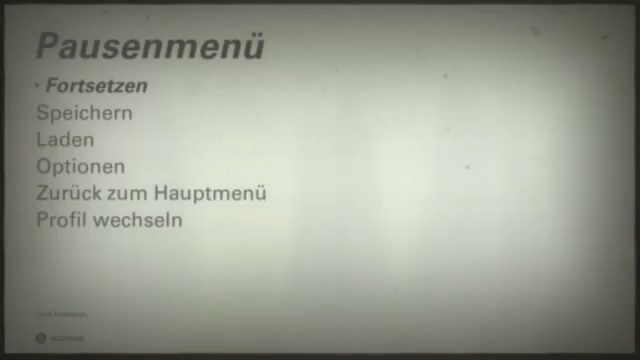 Pausenmenü
Fortsetzen
Speichern
Laden
Optionen
Zurück zum Hauptmenü
Profil wechseln